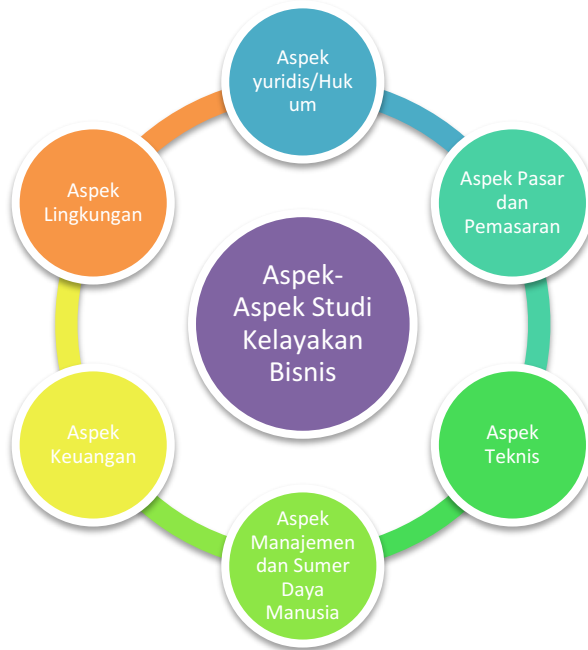 Aspek
yuridis/Huk
um
Aspek
Lingkungan
Aspek Pasar
dan
Pemasaran
Aspek-
Aspek Studi
Kelayakan
Bisnis
Aspek
Keuangan
Aspek
Teknis
Aspek
Manajemen
dan Sumer
Daya
Manusia